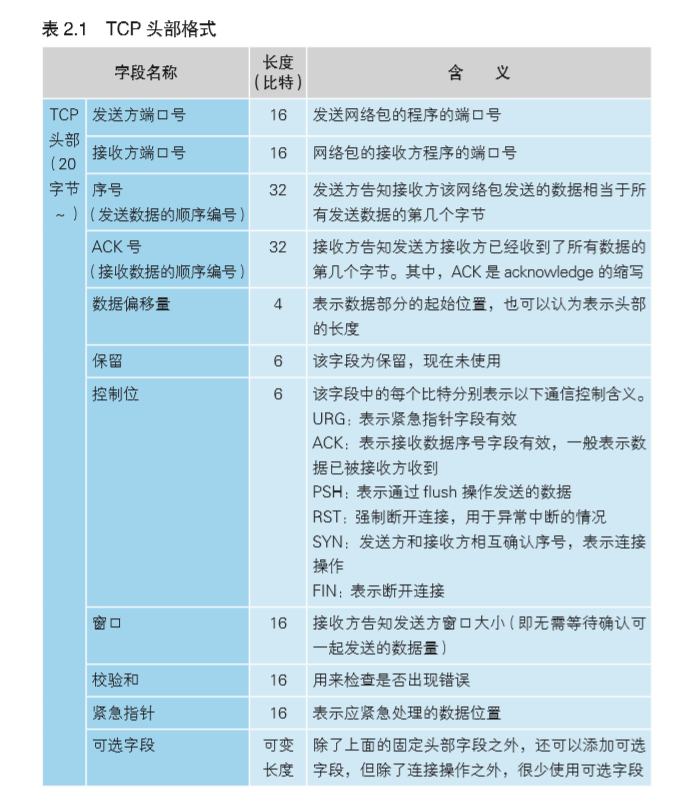 表 2.1 TCP 头部格式
字段名称 长度（比特） 含 义
TCP 头部（20 字节～）
发送方端口号 16 发送网络包的程序的端口号
接收方端口号 16 网络包的接收方程序的端口号
序号 32 发送方告知接收方该网络包发送的数据相当于所
（发送数据的顺序编号） 有发送数据的第几个字节
ACK 号 32 接收方告知发送方接收方已经收到了所有数据的
（接收数据的顺序编号） 第几个字节。其中，ACK 是 acknowledge 的缩写
数据偏移量 4 表示数据部分的起始位置，也可以认为表示头部
的长度
保留 6 该字段为保留，现在未使用
控制位 6 该字段中的每个比特分别表示以下通信控制含义。
URG：表示紧急指针字段有效
ACK：表示接收数据序号字段有效，一般表示数
据已被接收方收到
PSH：表示通过 flush 操作发送的数据
RST：强制断开连接，用于异常中断的情况
SYN：发送方和接收方相互确认序号，表示连接
操作
FIN：表示断开连接
窗口 16 接收方告知发送方窗口大小（即无需等待确认可
一起发送的数据量）
校验和 16 用来检查是否出现错误
紧急指针 16 表示应紧急处理的数据位置
可选字段 可变 除了上面的固定头部字段之外，还可以添加可选
长度 字段，但除了连接操作之外，很少使用可选字段